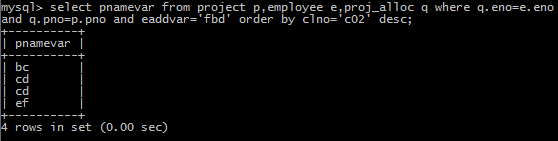 mysql> select pnamevar from project p,employee e,proj_alloc q where q.eno=e.eno
and q.pno=p.pno and eaddvar='fbd' order by clno='c02' desc;
+----------+
| pnamevar |
+----------+
| bc       |
| cd       |
| cd       |
| ef       |
+----------+
4 rows in set (0.00 sec)